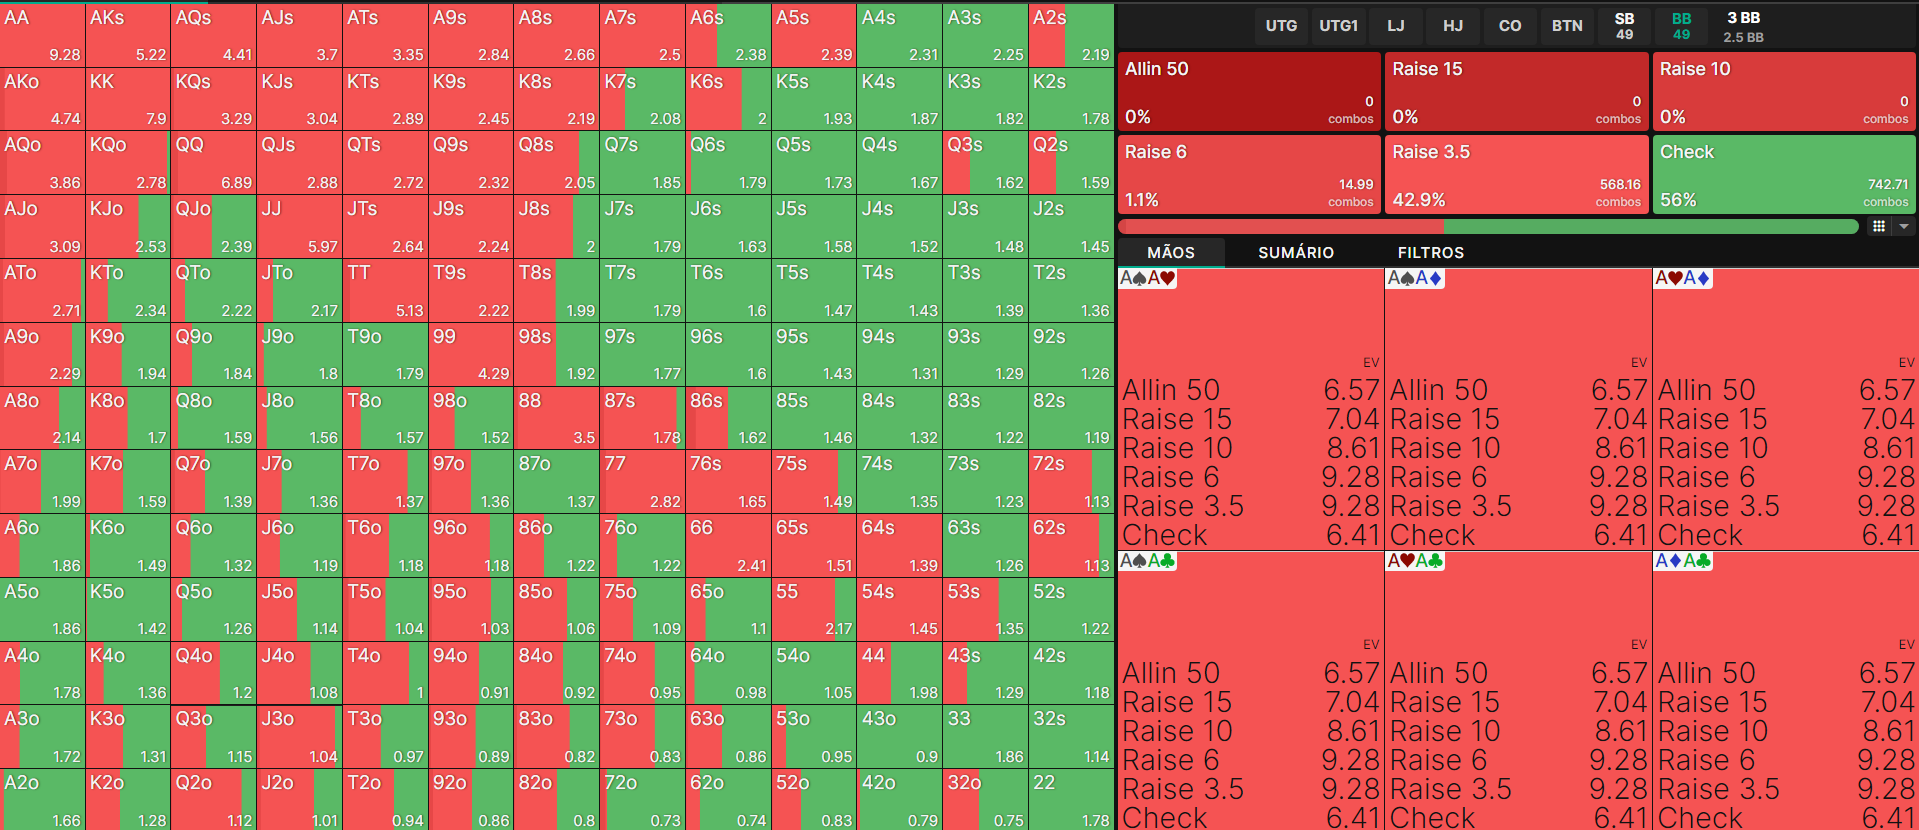 AA AKs AQs AJs ATs A9s A8s A7s A6s A5s A4s A3s A2s
9.28 5.22 4.41 3.7 3.35 2.84 2.66 2.5 2.38 2.39 2.31 2.25 2.19
AKo KK KQs KJs KTs K9s K8s K7s K6s K5s K4s K3s K2s
4.74 7.9 3.29 3.04 2.89 2.45 2.19 2.08 2 1.93 1.87 1.82 1.78
AQo KQo QQ QJs QTs Q9s Q8s Q7s Q6s Q5s Q4s Q3s Q2s
3.86 2.78 6.89 2.88 2.72 2.32 2.05 1.85 1.79 1.73 1.67 1.62 1.59
AJo KJo QJo JJ JTs J9s J8s J7s J6s J5s J4s J3s J2s
3.09 2.53 2.39 5.97 2.64 2.24 2 1.79 1.63 1.58 1.52 1.48 1.45
ATo KTo QTo JTo TT T9s T8s T7s T6s T5s T4s T3s T2s
2.71 2.34 2.22 2.17 5.13 2.22 1.99 1.79 1.6 1.47 1.43 1.39 1.36
A9o K9o Q9o J9o T9o 99 98s 97s 96s 95s 94s 93s 92s
2.29 1.94 1.84 1.8 1.79 4.29 1.92 1.77 1.6 1.43 1.31 1.29 1.26
A8o K8o Q8o J8o T8o 98o 88 87s 86s 85s 84s 83s 82s
2.14 1.7 1.59 1.56 1.57 1.52 3.5 1.78 1.62 1.46 1.32 1.22 1.19
A7o K7o Q7o J7o T7o 97o 87o 77 76s 75s 74s 73s 72s
1.99 1.59 1.39 1.36 1.37 1.36 1.37 2.82 1.65 1.49 1.35 1.23 1.13
A6o K6o Q6o J6o T6o 96o 86o 76o 66 65s 64s 63s 62s
1.86 1.49 1.32 1.19 1.18 1.18 1.22 1.22 2.41 1.51 1.39 1.26 1.13
A5o K5o Q5o J5o T5o 95o 85o 75o 65o 55 54s 53s 52s
1.86 1.42 1.26 1.14 1.04 1.03 1.06 1.09 1.1 2.17 1.45 1.35 1.22
A4o K4o Q4o J4o T4o 94o 84o 74o 64o 54o 44 43s 42s
1.78 1.36 1.2 1.08 1 0.91 0.92 0.95 0.98 1.05 1.98 1.29 1.18
A3o K3o Q3o J3o T3o 93o 83o 73o 63o 53o 43o 33 32s
1.72 1.31 1.15 1.04 0.97 0.89 0.82 0.83 0.86 0.95 0.9 1.86 1.14
A2o K2o Q2o J2o T2o 92o 82o 72o 62o 52o 42o 32o 22
1.66 1.28 1.12 1.01 0.94 0.86 0.8 0.73 0.74 0.83 0.79 0.75 1.78
UTG UTG1 LJ HJ CO BTN SB BB 3 BB
49 49 2.5 BB
Allin 50 Raise 15 Raise 10
0 0 0
0% combos 0% combos 0% combos
Raise 6 Raise 3.5 Check
14.99 568.16 742.71
1.1% combos 42.9% combos 56% combos
MÃOS SUMÁRIO FILTROS
A♠A♥ A♠A♦ A♥A♦
EV EV EV
Allin 50 6.57 Allin 50 6.57 Allin 50 6.57
Raise 15 7.04 Raise 15 7.04 Raise 15 7.04
Raise 10 8.61 Raise 10 8.61 Raise 10 8.61
Raise 6 9.28 Raise 6 9.28 Raise 6 9.28
Raise 3.5 9.28 Raise 3.5 9.28 Raise 3.5 9.28
Check 6.41 Check 6.41 Check 6.41
A♠A♣ A♥A♣ A♦A♣
EV EV EV
Allin 50 6.57 Allin 50 6.57 Allin 50 6.57
Raise 15 7.04 Raise 15 7.04 Raise 15 7.04
Raise 10 8.61 Raise 10 8.61 Raise 10 8.61
Raise 6 9.28 Raise 6 9.28 Raise 6 9.28
Raise 3.5 9.28 Raise 3.5 9.28 Raise 3.5 9.28
Check 6.41 Check 6.41 Check 6.41